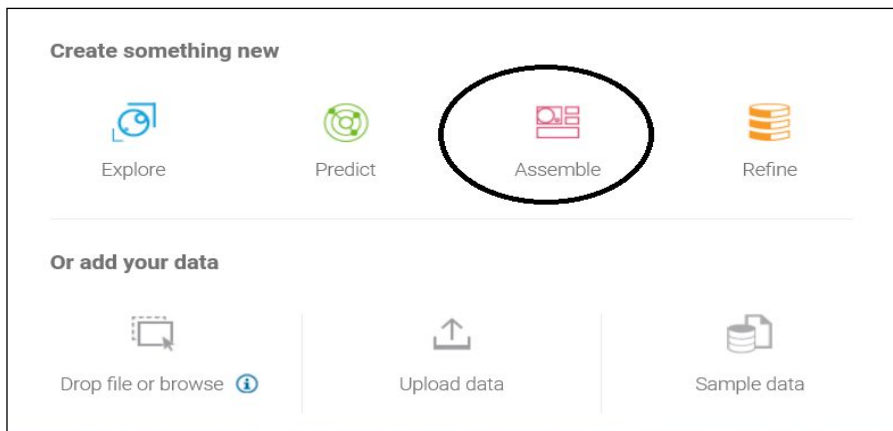 Create something new
Explore Predict Assemble Refine
Or add your data
Drop file or browse Upload data Sample data